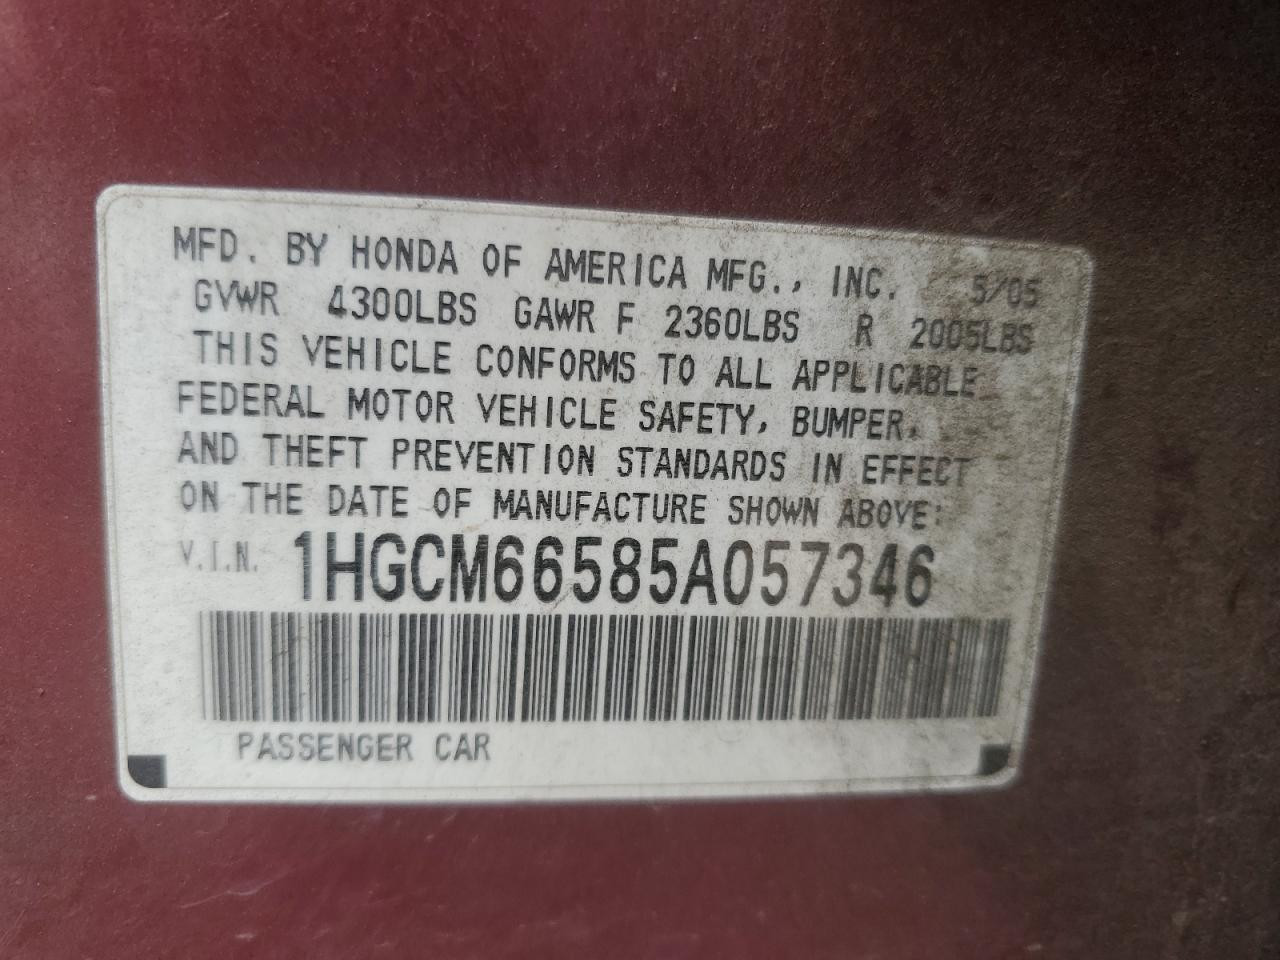 MFD. BY HONDA OF AMERICA MFG., INC. 5/05
GVWR 4300LBS GAWR F 2360LBS R 2005LBS
THIS VEHICLE CONFORMS TO ALL APPLICABLE
FEDERAL MOTOR VEHICLE SAFETY, BUMPER,
AND THEFT PREVENTION STANDARDS IN EFFECT
ON THE DATE OF MANUFACTURE SHOWN ABOVE:
V.I.N. 1HGCM66585A057346
PASSENGER CAR